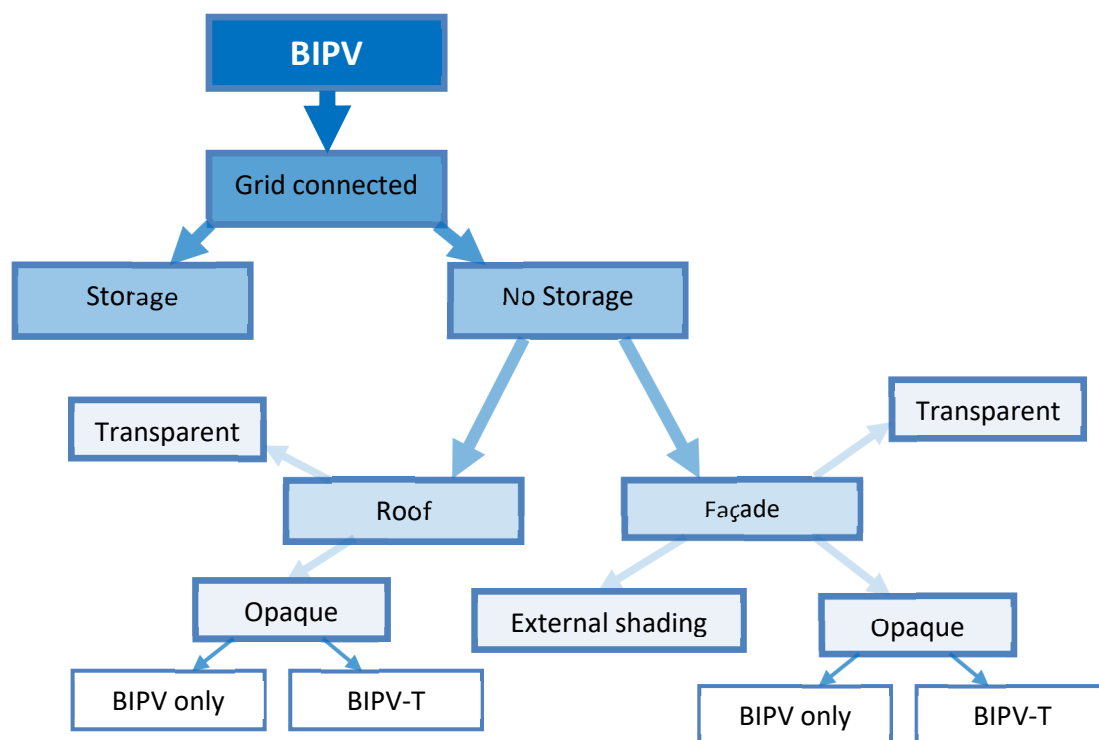 BIPV
Grid connected
Storage
No Storage
Transparent
Transparent
Roof
Façade
Opaque
External shading
Opaque
BIPV only
BIPV-T
BIPV only
BIPV-T